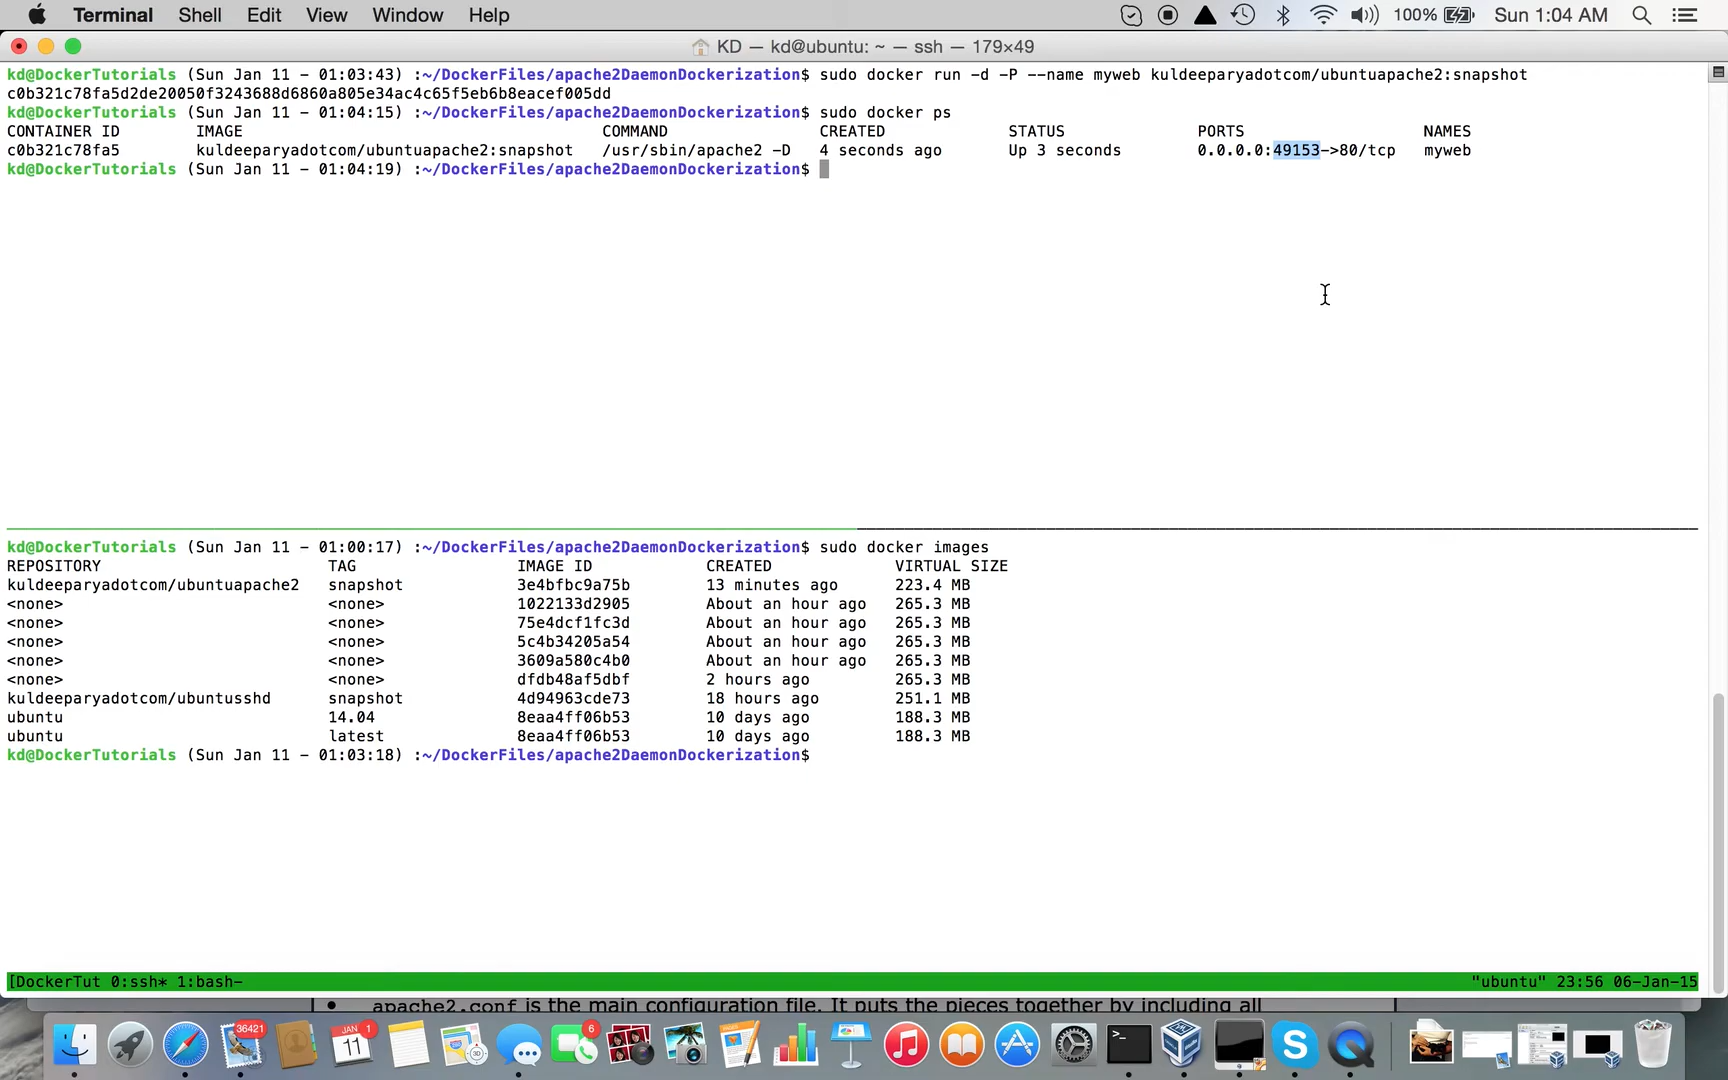 Terminal Shell Edit View Window Help 100% Sun 1:04 AM
KD — kd@ubuntu: ~ — ssh — 179×49
kd@DockerTutorials (Sun Jan 11 - 01:03:43) :~/DockerFiles/apache2DaemonDockerization$ sudo docker run -d -P --name myweb kuldeeparyadotcom/ubuntuapache2:snapshot
c0b321c78fa5d2de20050f3243688d6860a805e34ac4c65f5eb6b8eacef005dd
kd@DockerTutorials (Sun Jan 11 - 01:04:15) :~/DockerFiles/apache2DaemonDockerization$ sudo docker ps
CONTAINER ID IMAGE COMMAND CREATED STATUS PORTS NAMES
c0b321c78fa5 kuldeeparyadotcom/ubuntuapache2:snapshot /usr/sbin/apache2 -D 4 seconds ago Up 3 seconds 0.0.0.0:49153->80/tcp myweb
kd@DockerTutorials (Sun Jan 11 - 01:04:19) :~/DockerFiles/apache2DaemonDockerization$
kd@DockerTutorials (Sun Jan 11 - 01:00:17) :~/DockerFiles/apache2DaemonDockerization$ sudo docker images
REPOSITORY TAG IMAGE ID CREATED VIRTUAL SIZE
kuldeeparyadotcom/ubuntuapache2 snapshot 3e4bfbc9a75b 13 minutes ago 223.4 MB
<none> <none> 1022133d2905 About an hour ago 265.3 MB
<none> <none> 75e4dcf1fc3d About an hour ago 265.3 MB
<none> <none> 5c4b34205a54 About an hour ago 265.3 MB
<none> <none> 3609a580c4b0 About an hour ago 265.3 MB
<none> <none> dfdb48af5dbf 2 hours ago 265.3 MB
kuldeeparyadotcom/ubuntusshd snapshot 4d94963cde73 18 hours ago 251.1 MB
ubuntu 14.04 8eaa4ff06b53 10 days ago 188.3 MB
ubuntu latest 8eaa4ff06b53 10 days ago 188.3 MB
kd@DockerTutorials (Sun Jan 11 - 01:03:18) :~/DockerFiles/apache2DaemonDockerization$
[DockerTut 0:ssh* 1:bash- "ubuntu" 23:56 06-Jan-15
• apache2.conf is the main configuration file. It puts the pieces together by including all
36421 JAN 1 11 6